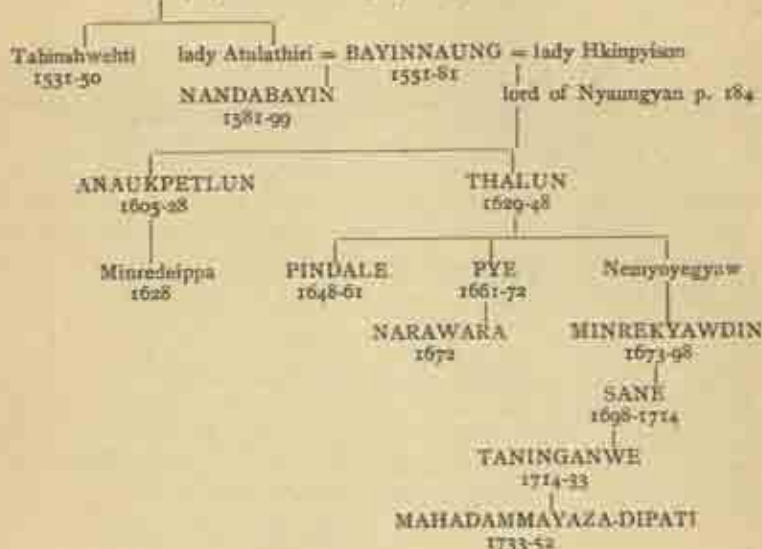 Tabinshwehti lady Atulathiri = BAYINNAUNG = lady Hkinpyison
1531-50 1551-81
NANDABAYIN lord of Nyaungyan p. 184
1581-99
ANAUKPETLUN THALUN
1605-28 1629-48
Minredeippa PINDALE PYE Nemyoyegyaw
1628 1648-61 1661-72
NARAWARA MINREKYAWDIN
1672 1673-98
SANE
1698-1714
TANINGANWE
1714-33
MAHADAMMAYAZA-DIPATI
1733-52